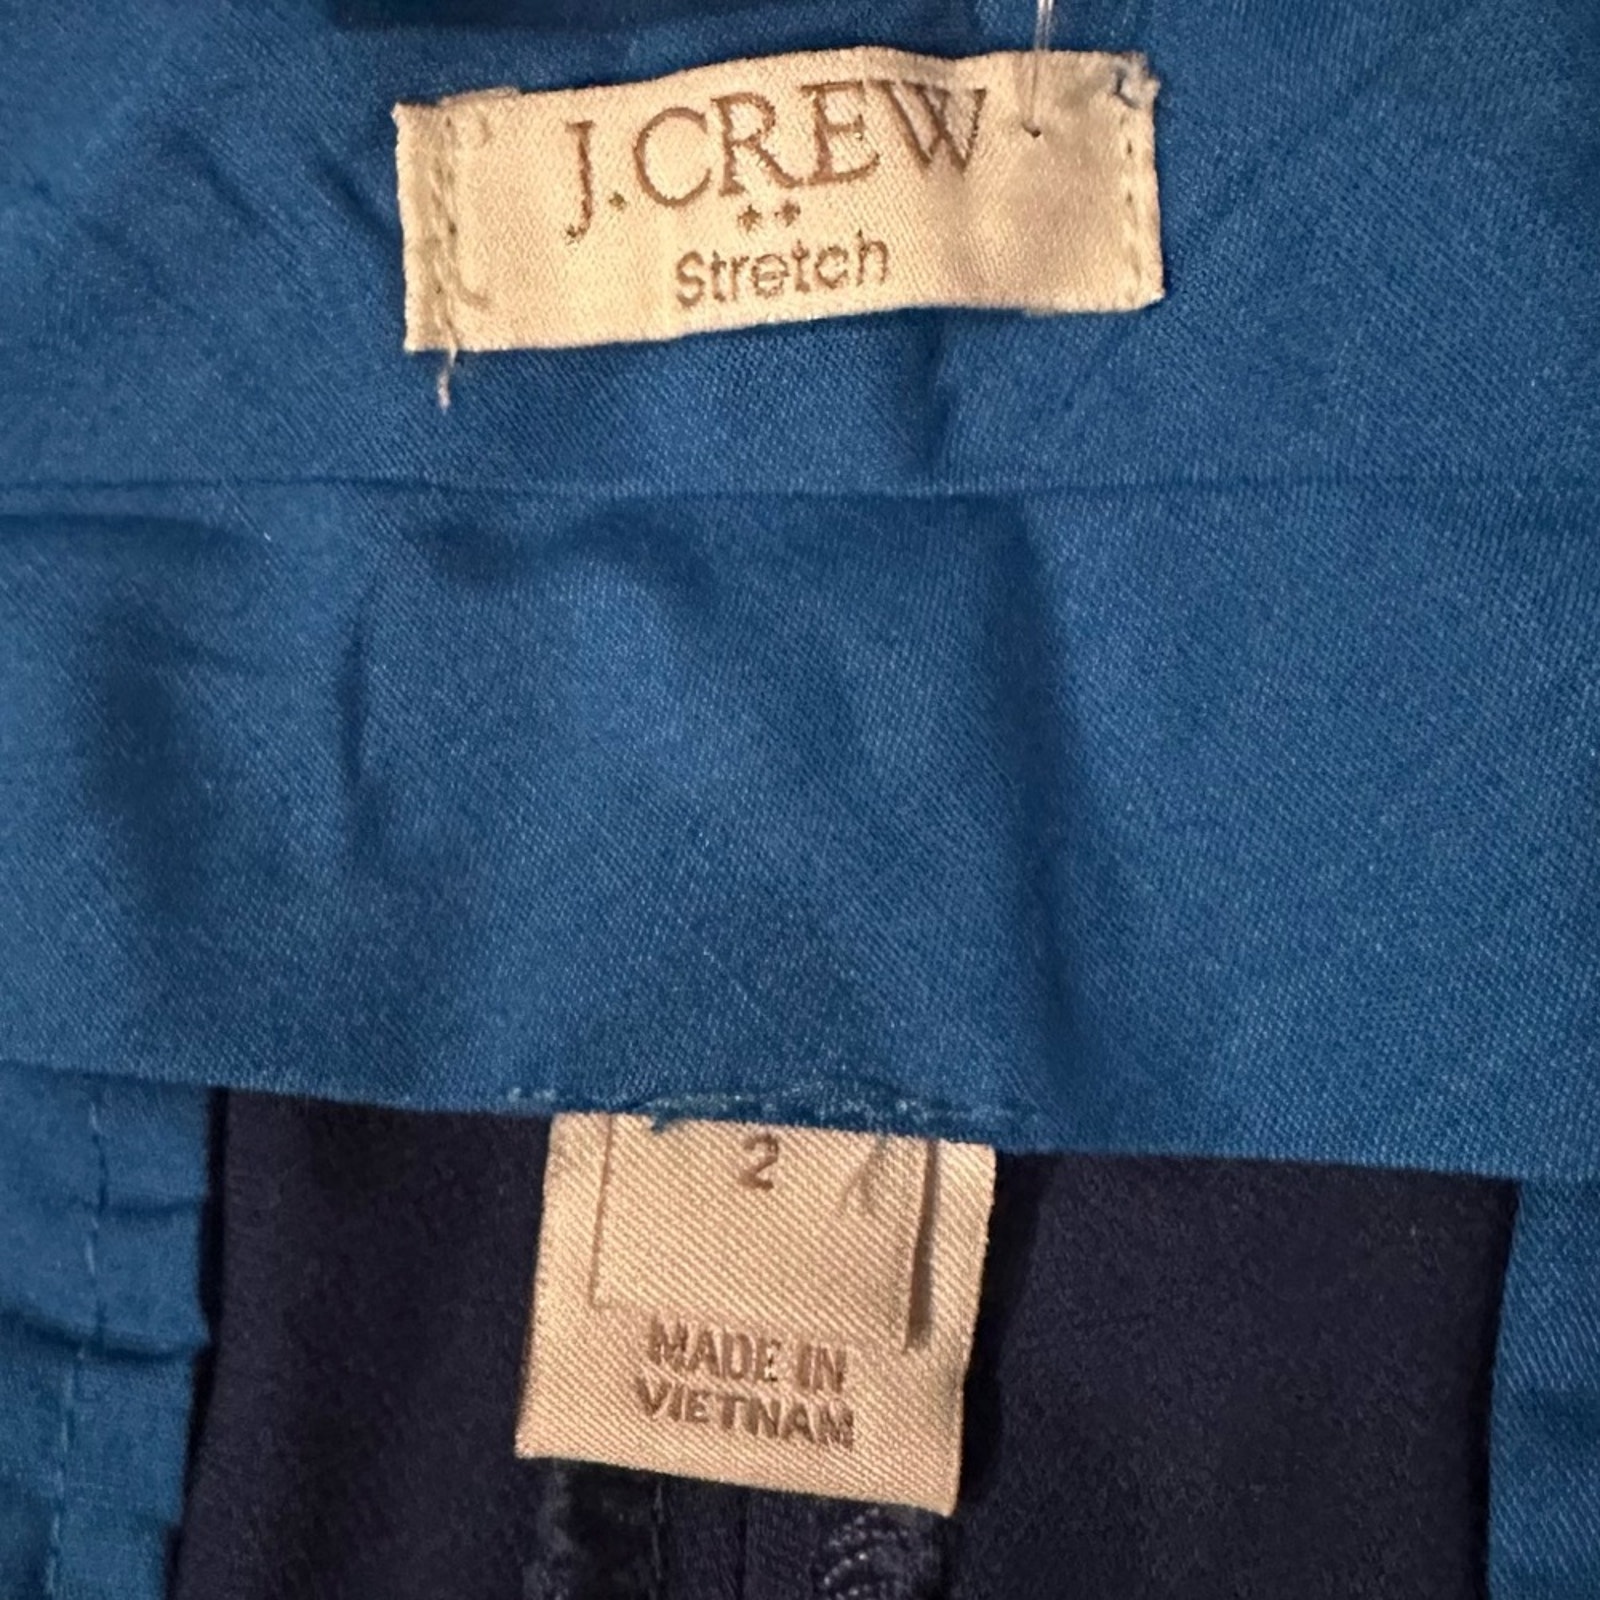 J.CREW
Stretch
2
MADE IN
VIETNAM